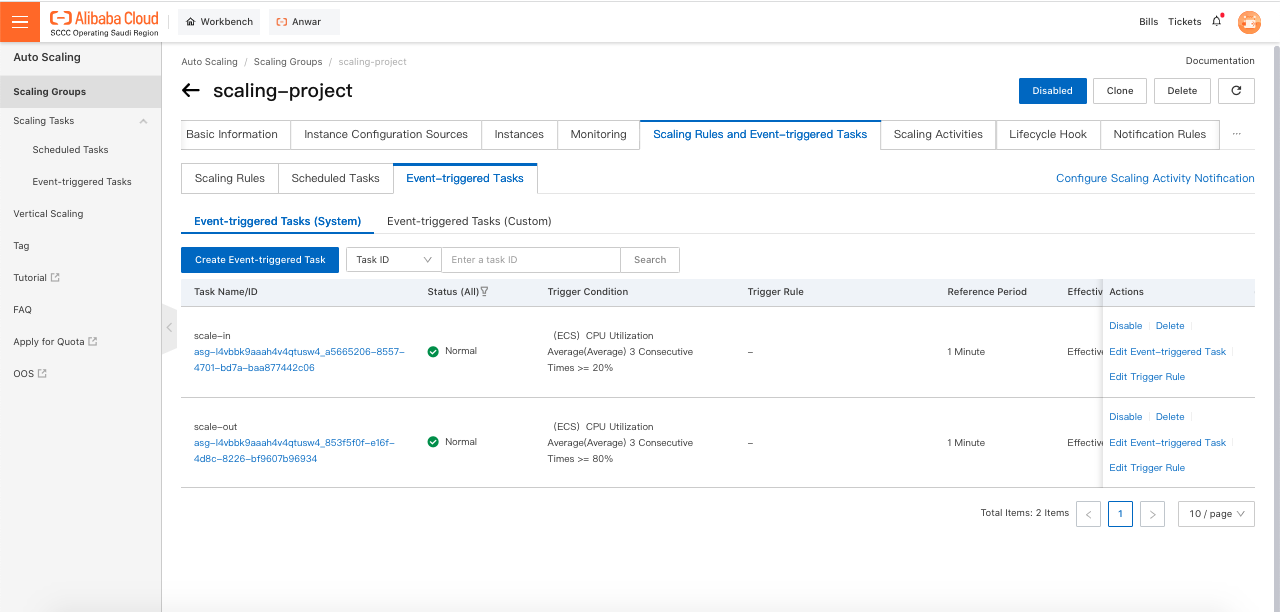 Alibaba Cloud
SCCC Operating Saudi Region
Workbench
Anwar
Bills
Tickets
Auto Scaling
Scaling Groups
Scaling Tasks
Scheduled Tasks
Event-triggered Tasks
Vertical Scaling
Tag
Tutorial
FAQ
Apply for Quota
OOS
Auto Scaling / Scaling Groups / scaling-project
Documentation
scaling-project
Disabled
Clone
Delete
Basic Information
Instance Configuration Sources
Instances
Monitoring
Scaling Rules and Event-triggered Tasks
Scaling Activities
Lifecycle Hook
Notification Rules
...
Scaling Rules
Scheduled Tasks
Event-triggered Tasks
Configure Scaling Activity Notification
Event-triggered Tasks (System)
Event-triggered Tasks (Custom)
Create Event-triggered Task
Task ID
Enter a task ID
Search
Task Name/ID
Status (All)
Trigger Condition
Trigger Rule
Reference Period
Effectiv
Actions
scale-in
asg-l4vbbk9aaah4v4qtusw4_a5665206-8557-
4701-bd7a-baa877442c06
Normal
(ECS) CPU Utilization
Average(Average) 3 Consecutive
Times >= 20%
-
1 Minute
Effective
Disable
Delete
Edit Event-triggered Task
Edit Trigger Rule
scale-out
asg-l4vbbk9aaah4v4qtusw4_853f5f0f-e16f-
4d8c-8226-bf9607b96934
Normal
(ECS) CPU Utilization
Average(Average) 3 Consecutive
Times >= 80%
-
1 Minute
Effective
Disable
Delete
Edit Event-triggered Task
Edit Trigger Rule
Total Items: 2 Items
<
1
>
10 / page